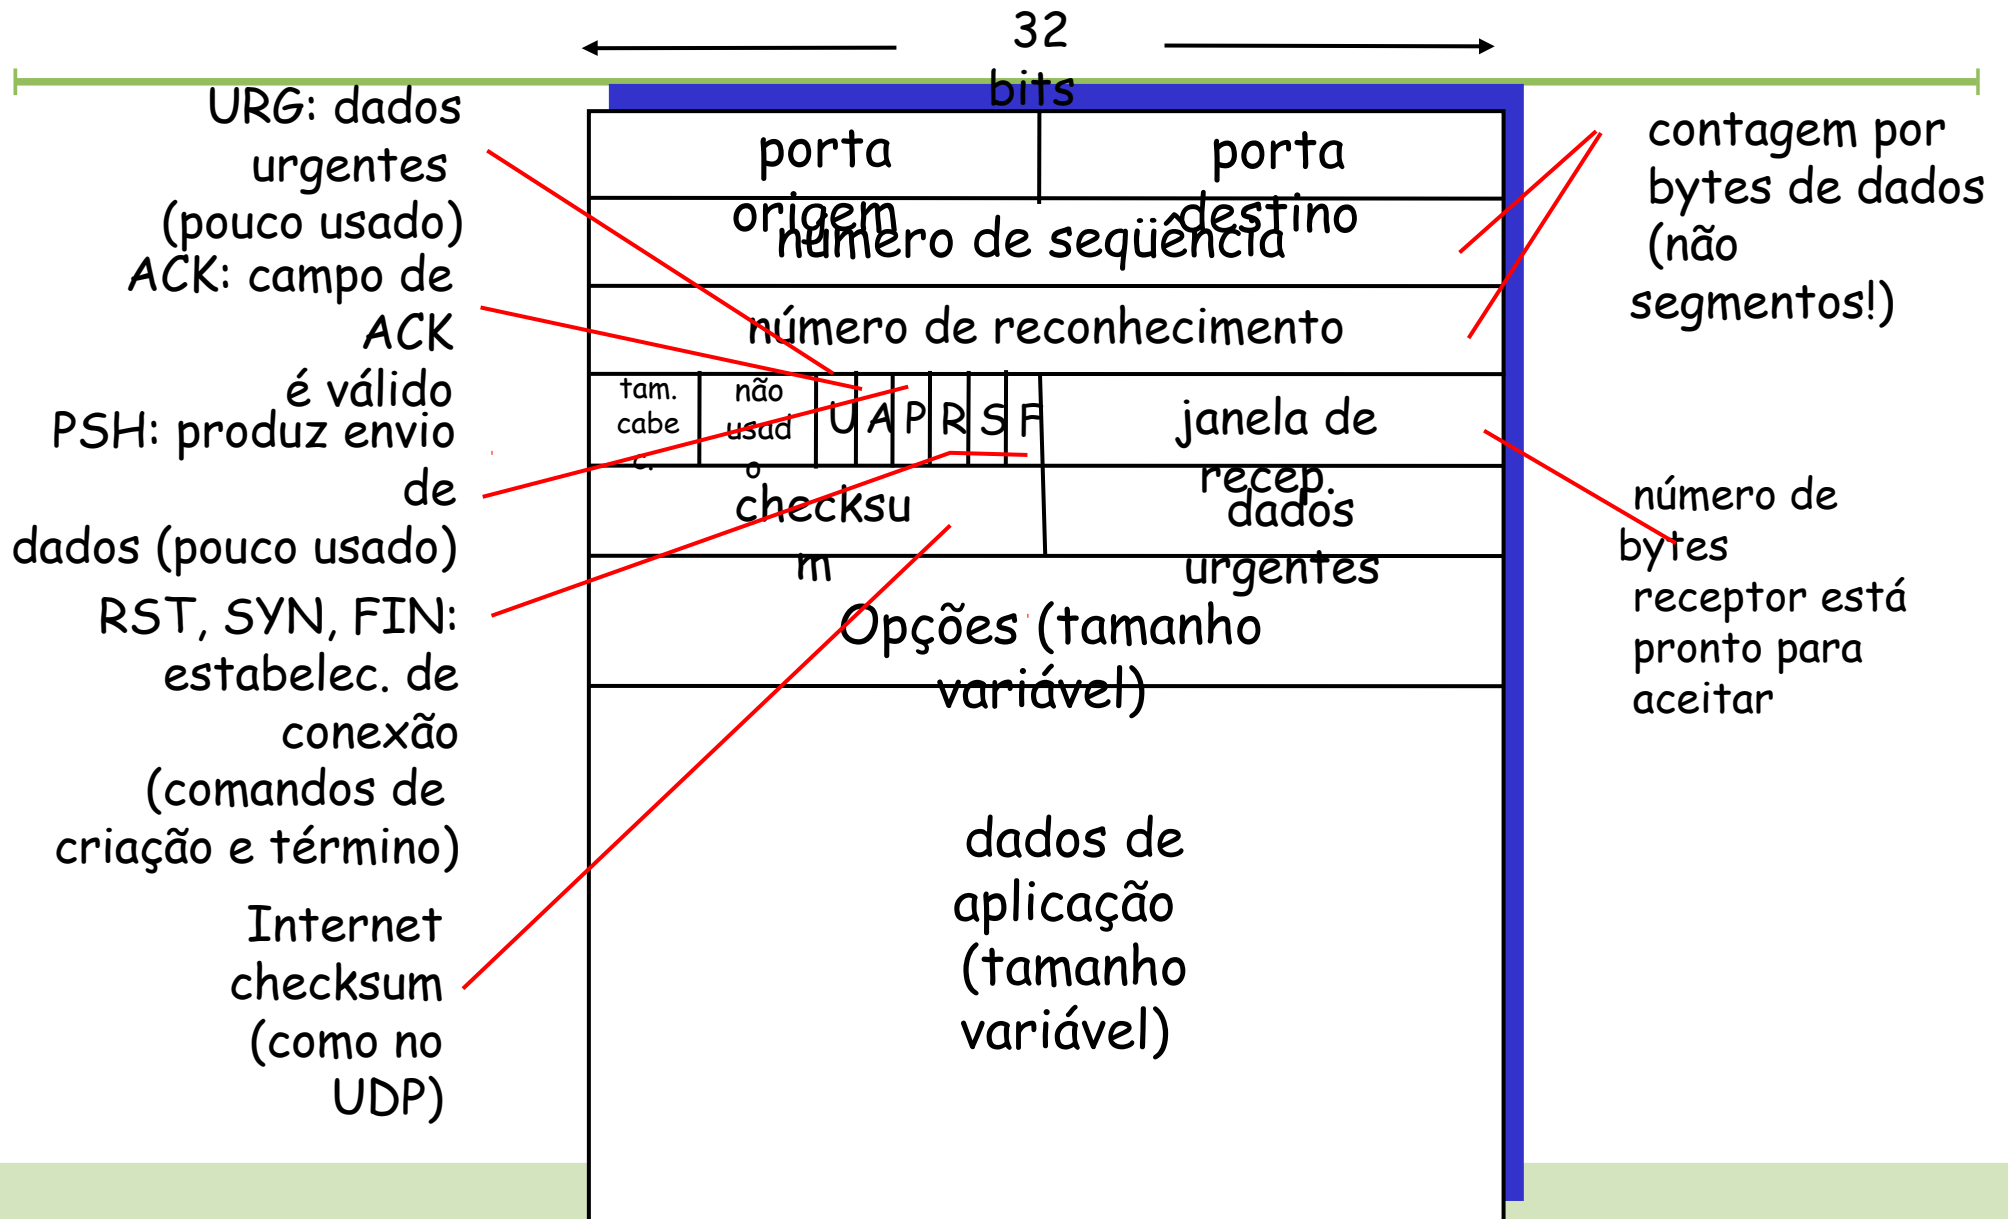 32
bits
URG: dados
urgentes
(pouco usado)
ACK: campo de
ACK
é válido
PSH: produz envio
de
dados (pouco usado)
RST, SYN, FIN:
estabelec. de
conexão
(comandos de
criação e término)
Internet
checksum
(como no
UDP)
porta
origem
porta
destino
número de seqüência
número de reconhecimento
tam.
cabe
c.
não
usad
o
U A P R S F
janela de
recep.
checksu
m
dados
urgentes
Opções (tamanho
variável)
dados de
aplicação
(tamanho
variável)
contagem por
bytes de dados
(não
segmentos!)
número de
bytes
receptor está
pronto para
aceitar